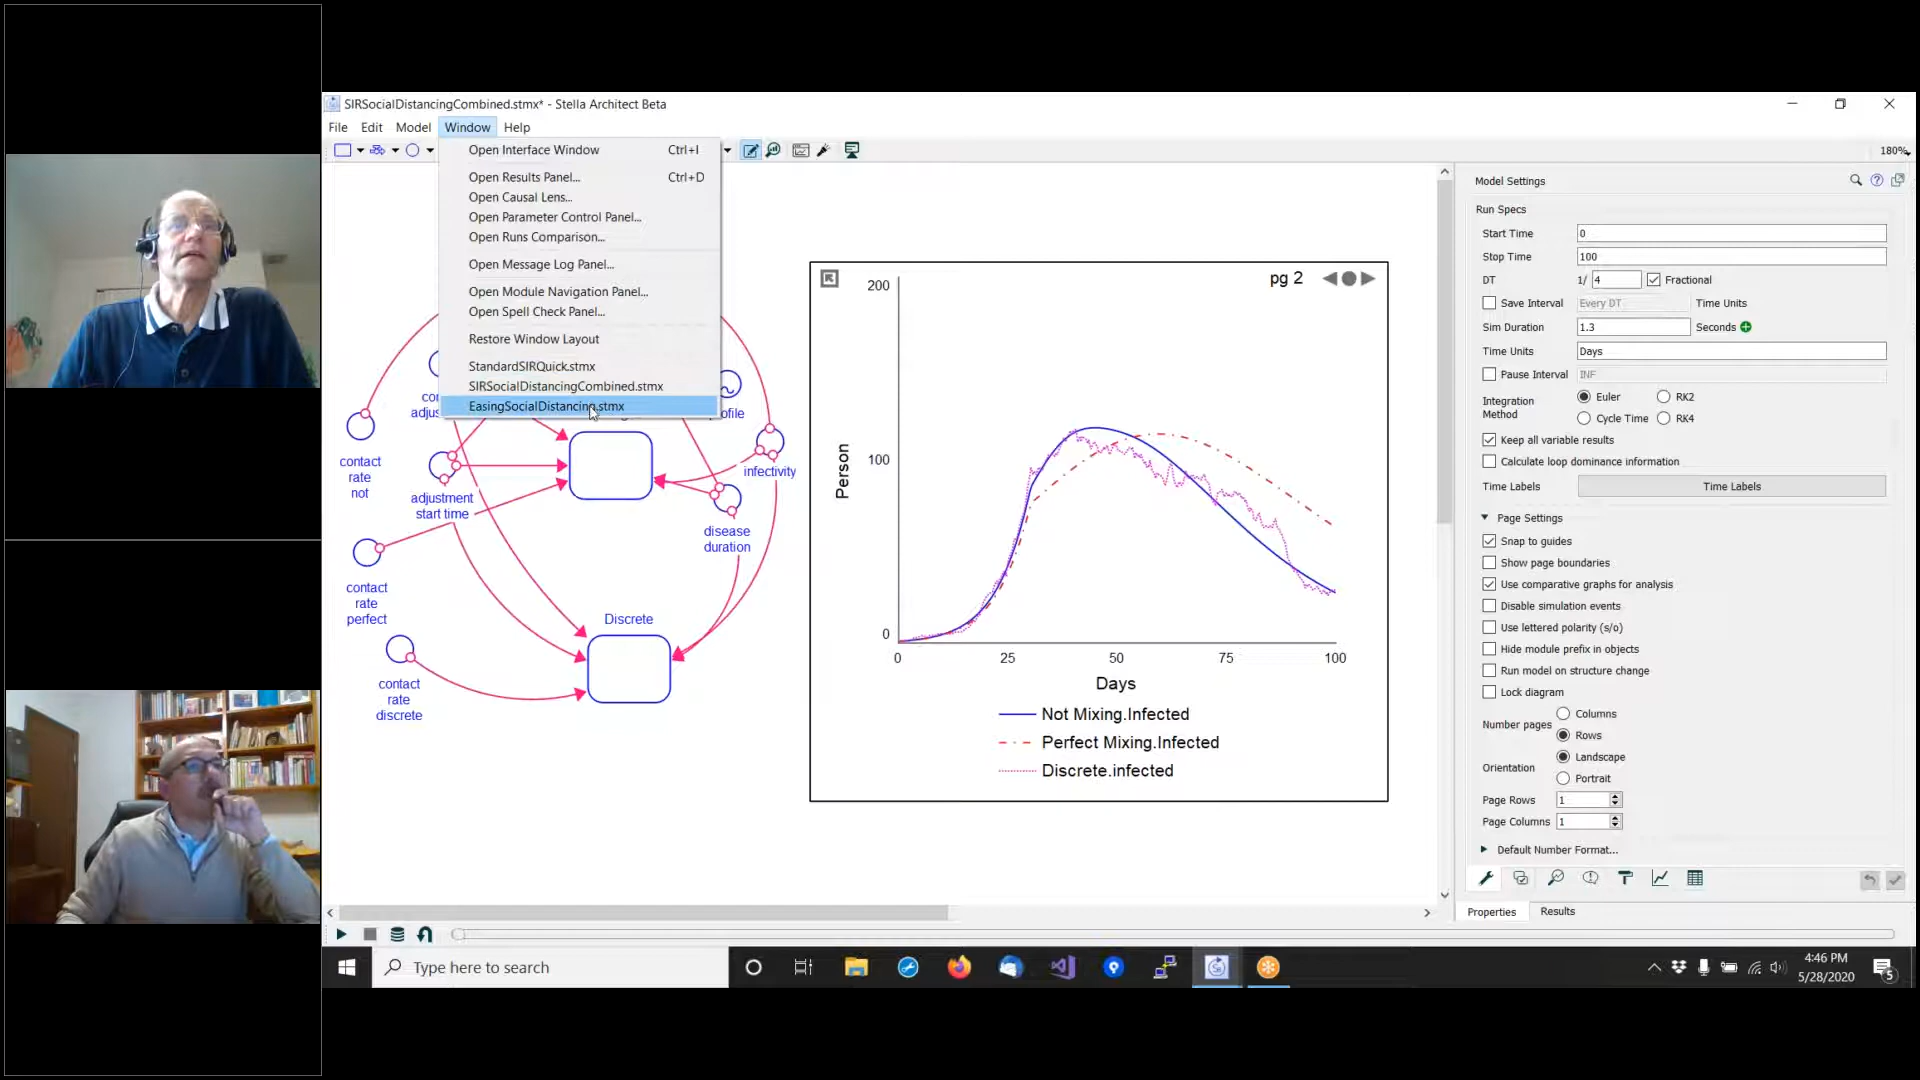 SIRSocialDistancingCombined.stmx* - Stella Architect Beta
File Edit Model Window Help
180%
Open Interface Window Ctrl+I
Open Results Panel... Ctrl+D
Open Causal Lens...
Open Parameter Control Panel...
Open Runs Comparison...
Open Message Log Panel...
Open Module Navigation Panel...
Open Spell Check Panel...
Restore Window Layout
StandardSIRQuick.stmx
SIRSocialDistancingCombined.stmx
EasingSocialDistancing.stmx
contact
rate
not
adjustment
start time
infectivity
disease
duration
contact
rate
perfect
Discrete
contact
rate
discrete
pg 2
200
100
0
Person
0 25 50 75 100
Days
Not Mixing.Infected
Perfect Mixing.Infected
Discrete.infected
Model Settings
Run Specs
Start Time 0
Stop Time 100
DT 1/ 4 Fractional
Save Interval Every DT Time Units
Sim Duration 1.3 Seconds
Time Units Days
Pause Interval INF
Integration
Method
Euler RK2
Cycle Time RK4
Keep all variable results
Calculate loop dominance information
Time Labels Time Labels
Page Settings
Snap to guides
Show page boundaries
Use comparative graphs for analysis
Disable simulation events
Use lettered polarity (s/o)
Hide module prefix in objects
Run model on structure change
Lock diagram
Number pages Columns
Rows
Orientation Landscape
Portrait
Page Rows 1
Page Columns 1
Default Number Format...
Properties Results
Type here to search
4:46 PM
5/28/2020
5